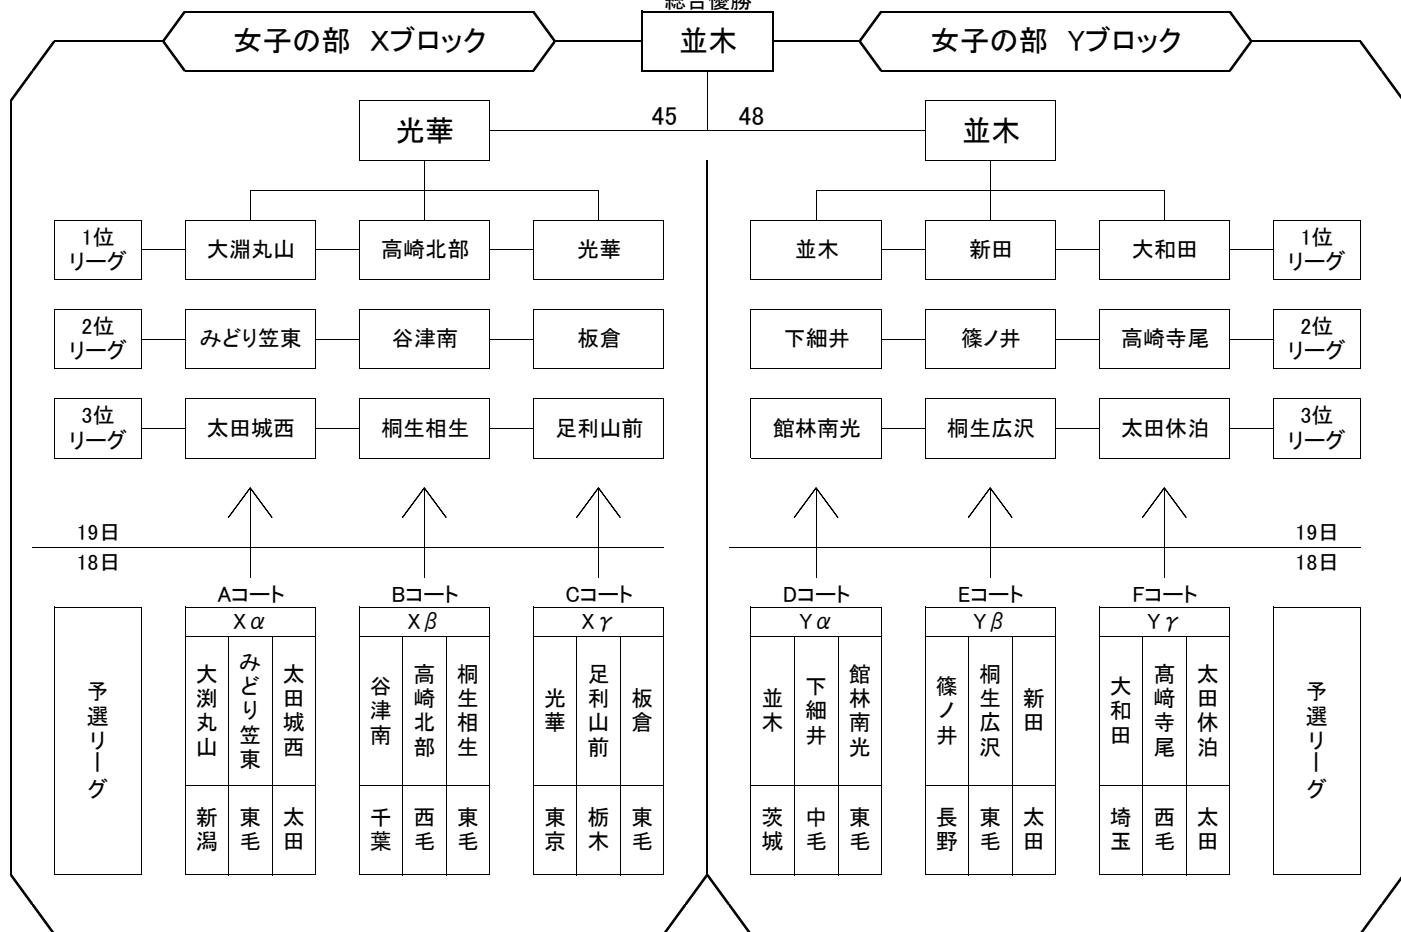 総合優勝
女子の部 Xブロック
並木
女子の部 Yブロック
光華
45
48
並木
1位
リーグ
大淵丸山
高崎北部
光華
並木
新田
大和田
1位
リーグ
2位
リーグ
みどり笠東
谷津南
板倉
下細井
篠ノ井
高崎寺尾
2位
リーグ
3位
リーグ
太田城西
桐生相生
足利山前
館林南光
桐生広沢
太田休泊
3位
リーグ
19日
18日
19日
18日
Aコート
Bコート
Cコート
Dコート
Eコート
Fコート
Xα
Xβ
Xγ
Yα
Yβ
Yγ
予選リーグ
大渕丸山
みどり笠東
太田城西
谷津南
高崎北部
桐生相生
光華
足利山前
板倉
並木
下細井
館林南光
篠ノ井
桐生広沢
新田
大和田
髙﨑寺尾
太田休泊
予選リーグ
新潟
東毛
太田
千葉
西毛
東毛
東京
栃木
東毛
茨城
中毛
東毛
長野
東毛
太田
埼玉
西毛
太田